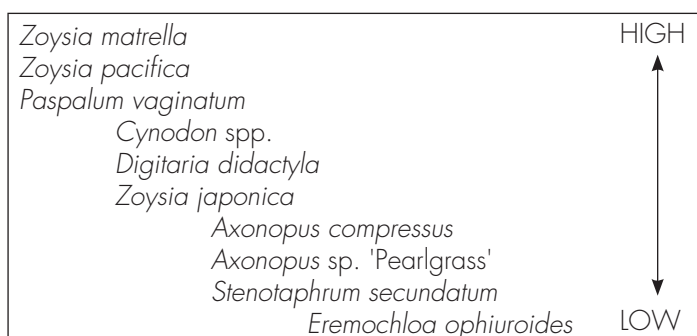 Zoysia matrella HIGH
Zoysia pacifica
Paspalum vaginatum
Cynodon spp.
Digitaria didactyla
Zoysia japonica
Axonopus compressus
Axonopus sp. 'Pearlgrass'
Stenotaphrum secundatum
Eremochloa ophiuroides LOW